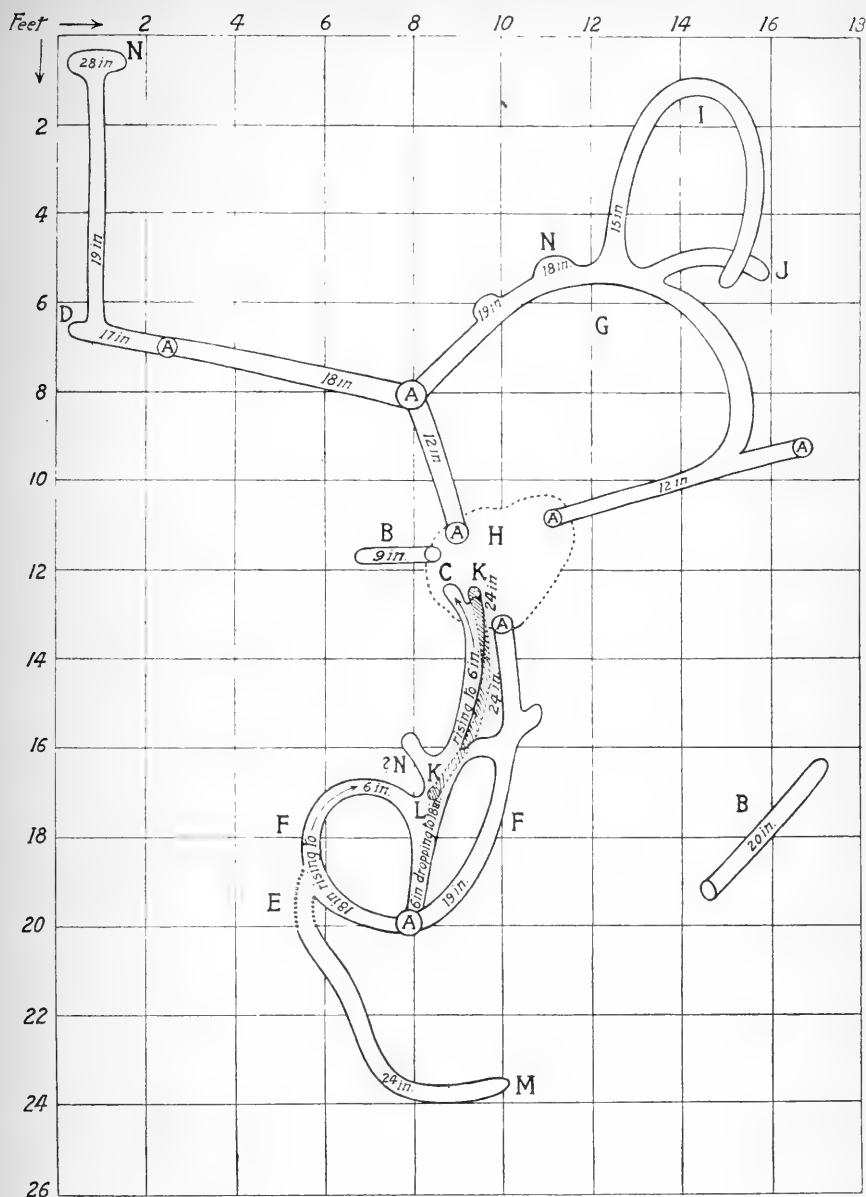 Feet → 2 4 6 8 10 12 14 16 13
28 in N
I
2
15 in
4
19 in
N
18 in.
J
D
6
19 in
17 in
A
G
18 in
A
8
12 in
A
10
12 in
A
A
H
B
9 in.
12
C K
24 in
A
rising to 6 in.
24 in
14
16
?N
K
6 in.
L
B
F
18 in rising to
6 in dropping to 18
F
20 in.
18
E
19 in.
A
20
22
24 in.
M
24
26